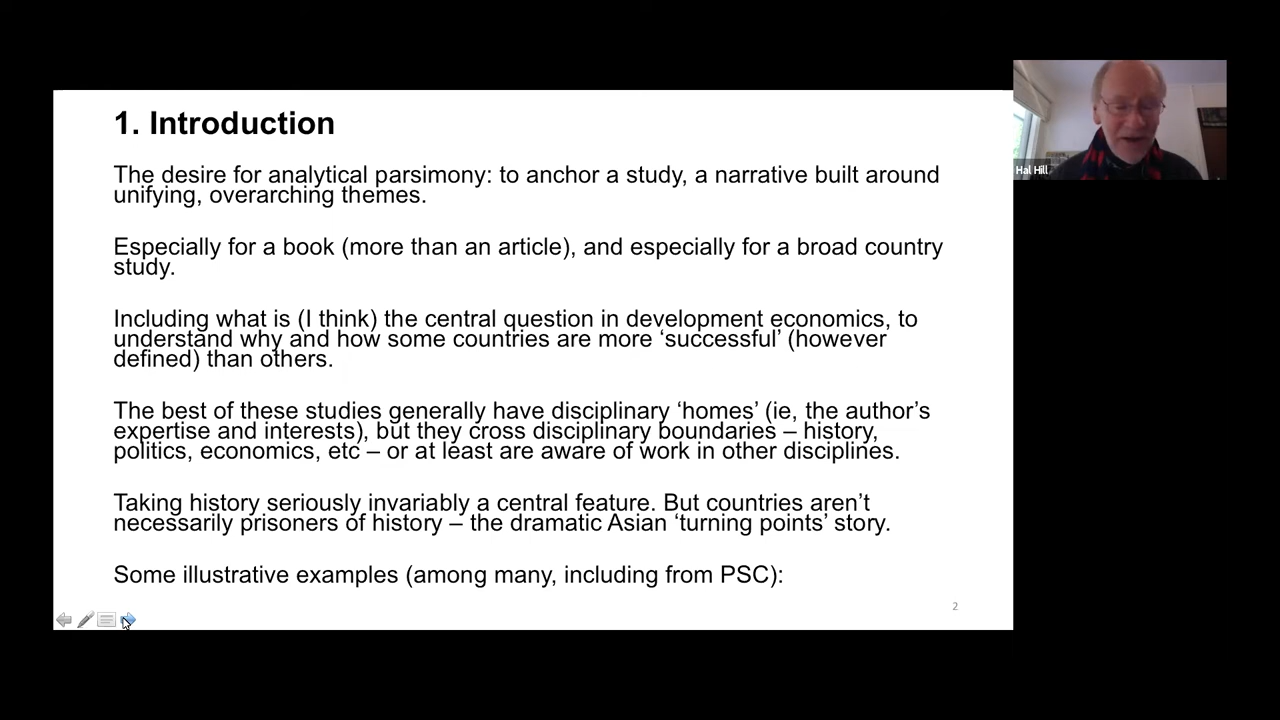 1. Introduction
The desire for analytical parsimony: to anchor a study, a narrative built around
unifying, overarching themes.
Especially for a book (more than an article), and especially for a broad country
study.
Including what is (I think) the central question in development economics, to
understand why and how some countries are more ‘successful’ (however
defined) than others.
The best of these studies generally have disciplinary ‘homes’ (ie, the author’s
expertise and interests), but they cross disciplinary boundaries – history,
politics, economics, etc – or at least are aware of work in other disciplines.
Taking history seriously invariably a central feature. But countries aren’t
necessarily prisoners of history – the dramatic Asian ‘turning points’ story.
Some illustrative examples (among many, including from PSC):
2
Hal Hill